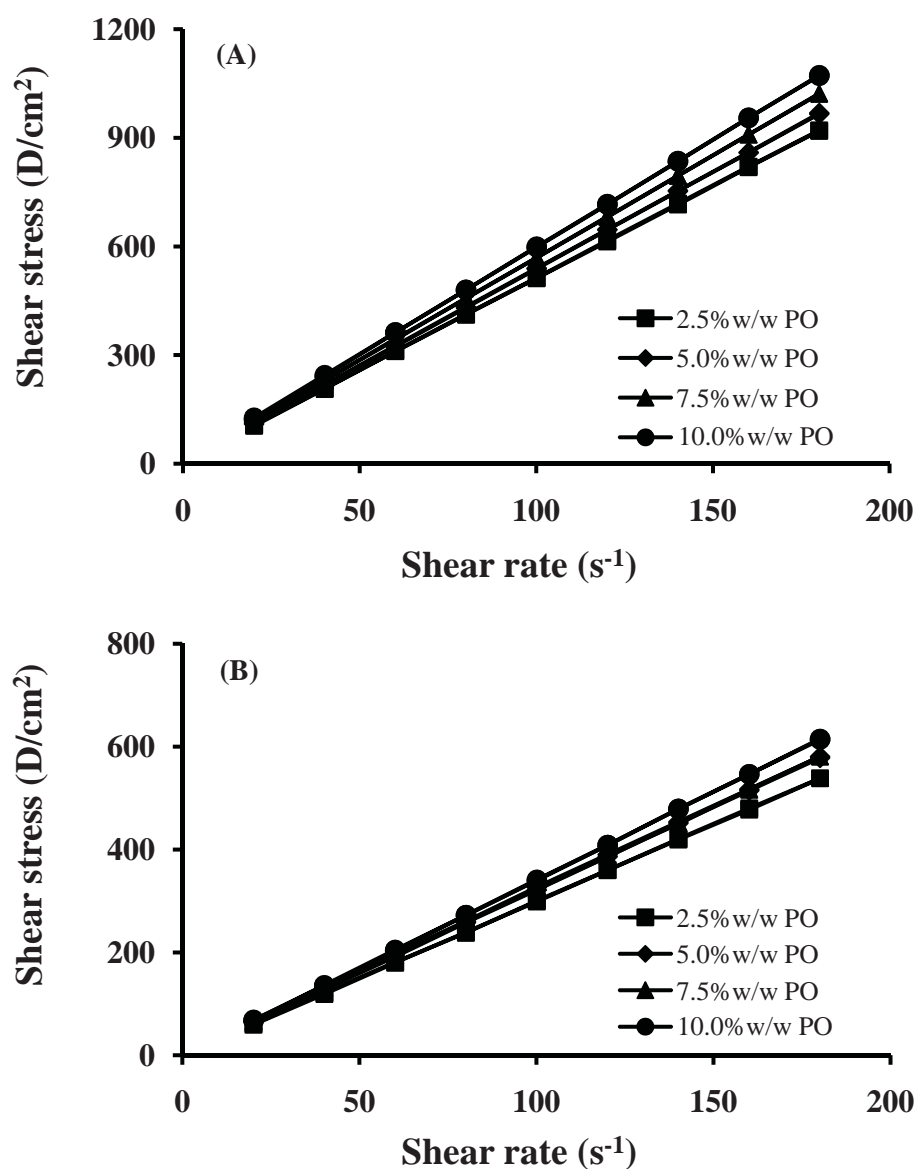 (A)
Shear stress (D/cm²)
1200
900
600
300
0
2.5%w/w PO
5.0%w/w PO
7.5%w/w PO
10.0%w/w PO
0 50 100 150 200
Shear rate (s⁻¹)
(B)
Shear stress (D/cm²)
800
600
400
200
0
2.5%w/w PO
5.0%w/w PO
7.5%w/w PO
10.0%w/w PO
0 50 100 150 200
Shear rate (s⁻¹)